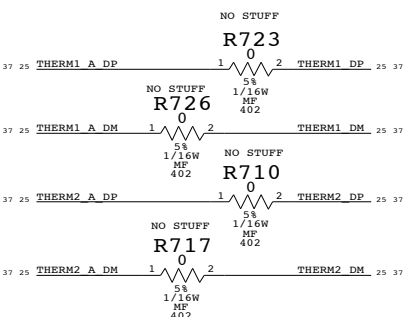 NO STUFF
R723
0
37 25 THERM1_A_DP 1 2 THERM1_DP 25 37
5%
1/16W
MF
402
NO STUFF
R726
0
37 25 THERM1_A_DM 1 2 THERM1_DM 25 37
5%
1/16W
MF
402
NO STUFF
R710
0
37 25 THERM2_A_DP 1 2 THERM2_DP 25 37
5%
1/16W
MF
402
NO STUFF
R717
0
37 25 THERM2_A_DM 1 2 THERM2_DM 25 37
5%
1/16W
MF
402